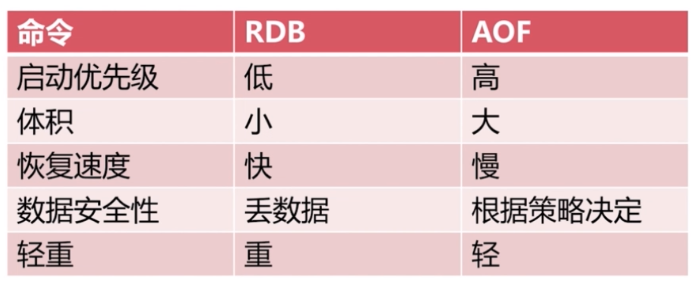 命令 RDB AOF
启动优先级 低 高
体积 小 大
恢复速度 快 慢
数据安全性 丢数据 根据策略决定
轻重 重 轻